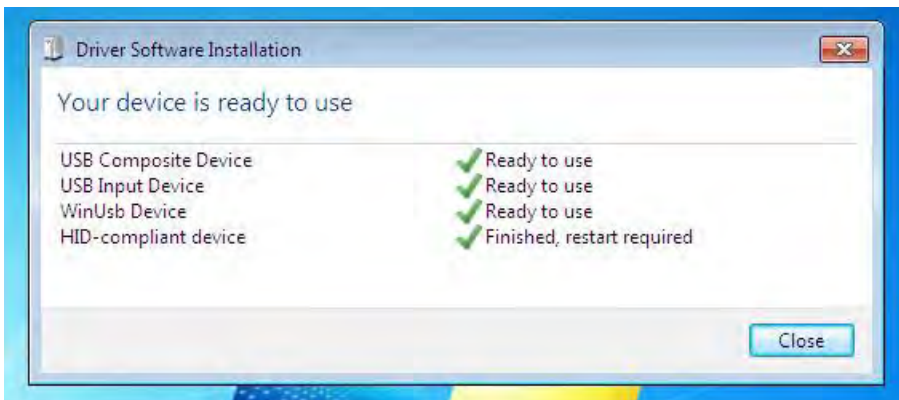 Driver Software Installation
Your device is ready to use
USB Composite Device Ready to use
USB Input Device Ready to use
WinUsb Device Ready to use
HID-compliant device Finished, restart required
Close